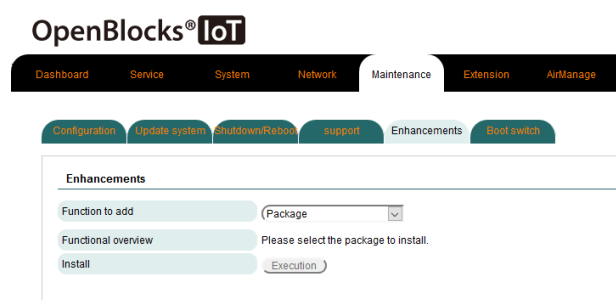 OpenBlocks® IoT
Dashboard Service System Network Maintenance Extension AirManage
Configuration Update system Shutdown/Reboot support Enhancements Boot switch
Enhancements
Function to add Package
Functional overview Please select the package to install.
Install Execution